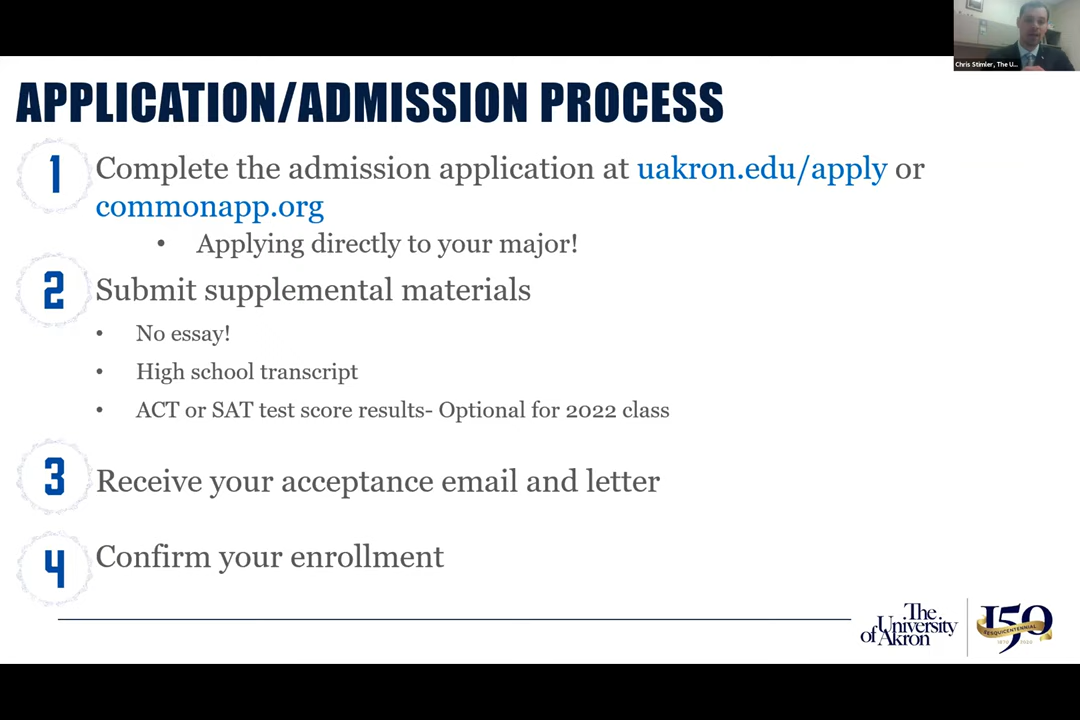 Chris Stimler, The U...
APPLICATION/ADMISSION PROCESS
1
Complete the admission application at uakron.edu/apply or
commonapp.org
• Applying directly to your major!
2
Submit supplemental materials
• No essay!
• High school transcript
• ACT or SAT test score results- Optional for 2022 class
3
Receive your acceptance email and letter
4
Confirm your enrollment
The
University
of Akron
150
SESQUICENTENNIAL